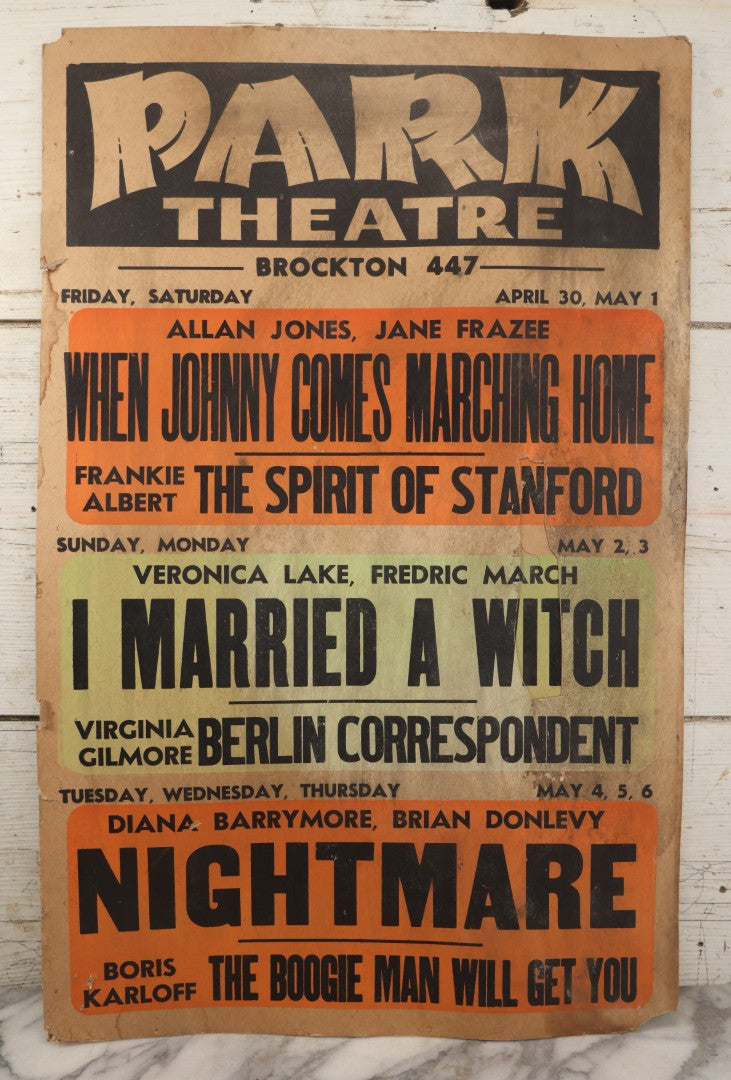 PARK
THEATRE
BROCKTON 447
FRIDAY, SATURDAY APRIL 30, MAY 1
ALLAN JONES, JANE FRAZEE
WHEN JOHNNY COMES MARCHING HOME
FRANKIE ALBERT THE SPIRIT OF STANFORD
SUNDAY, MONDAY MAY 2, 3
VERONICA LAKE, FREDRIC MARCH
I MARRIED A WITCH
VIRGINIA GILMORE BERLIN CORRESPONDENT
TUESDAY, WEDNESDAY, THURSDAY MAY 4, 5, 6
DIANA BARRYMORE, BRIAN DONLEVY
NIGHTMARE
BORIS KARLOFF THE BOOGIE MAN WILL GET YOU